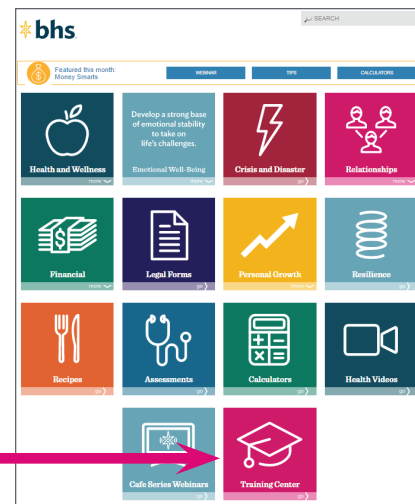 SEARCH
bhs
Featured this month:
Money Smarts
WEBINAR
TIPS
CALCULATORS
Develop a strong base
of emotional stability
to take on
life's challenges.
Health and Wellness
Emotional Well-Being
Crisis and Disaster
Relationships
more
more
go
more
Financial
Legal Forms
Personal Growth
Resilience
more
go
more
go
Recipes
Assessments
Calculators
Health Videos
go
go
go
go
Cafe Series Webinars
Training Center
go
go